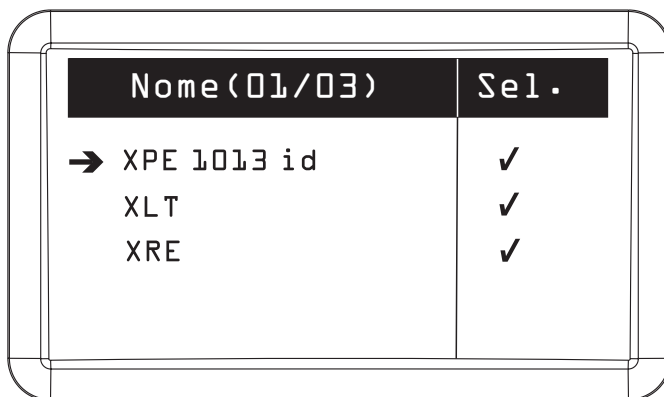 Nome(01/03) Sel.
➔ XPE 1013 id ✓
XLT ✓
XRE ✓